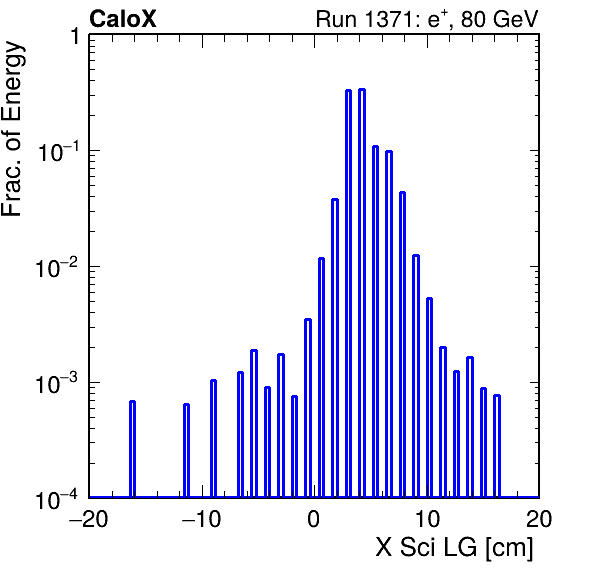 CaloX Run 1371: e⁺, 80 GeV
Frac. of Energy
1
10⁻¹
10⁻²
10⁻³
10⁻⁴
−20 −10 0 10 20
X Sci LG [cm]